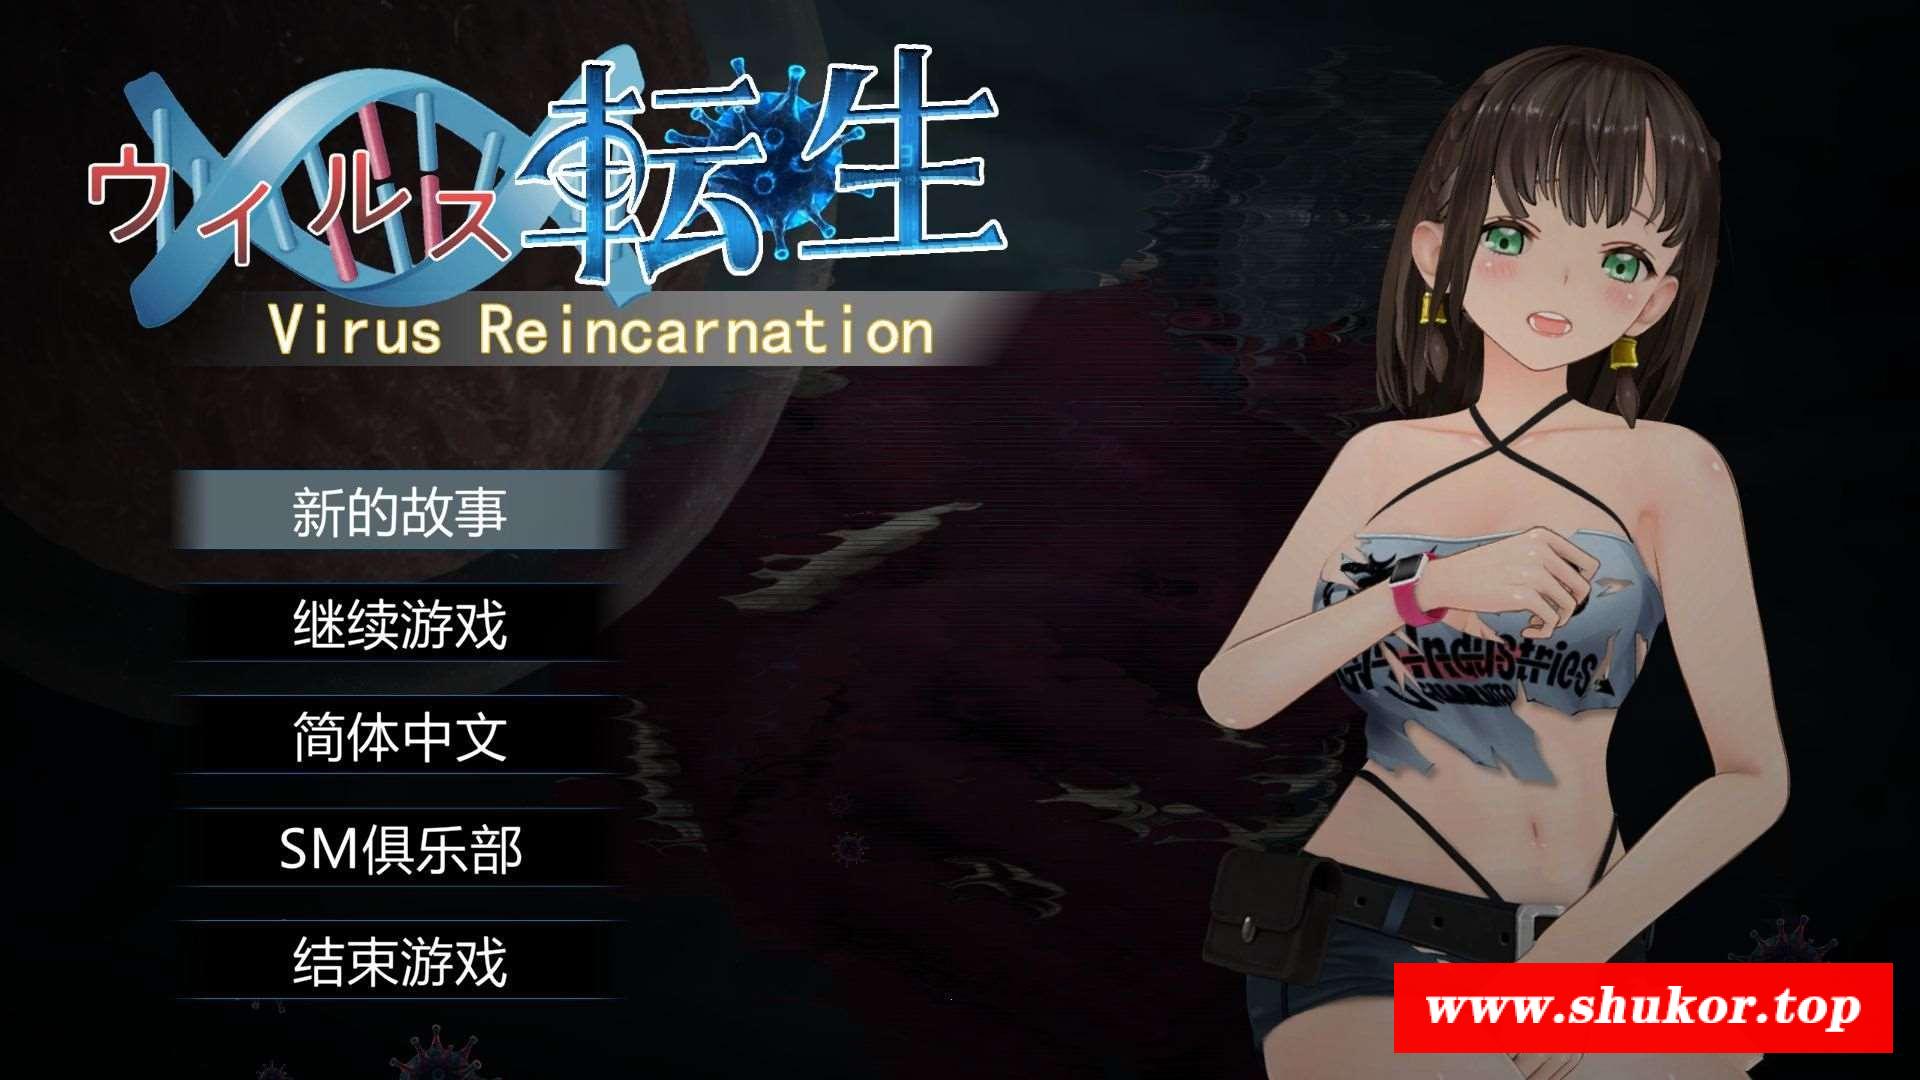 ウィルス転生
Virus Reincarnation
新的故事
继续游戏
简体中文
SM俱乐部
结束游戏
Industries
www.shukor.top